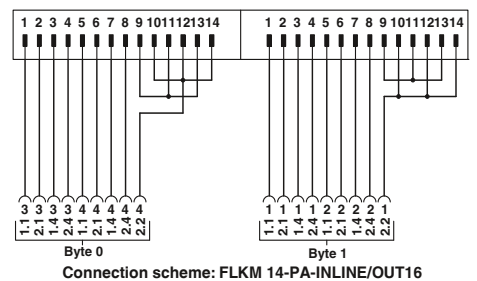 1 2 3 4 5 6 7 8 9 10 11 12 13 14 1 2 3 4 5 6 7 8 9 10 11 12 13 14
3 3 3 3 4 4 4 4 4 1 1 1 1 2 2 2 2 1
1.1 2.1 1.4 2.4 1.1 2.1 1.4 2.4 2.2 1.1 2.1 1.4 2.4 1.1 2.1 1.4 2.4 2.2
Byte 0 Byte 1
Connection scheme: FLKM 14-PA-INLINE/OUT16